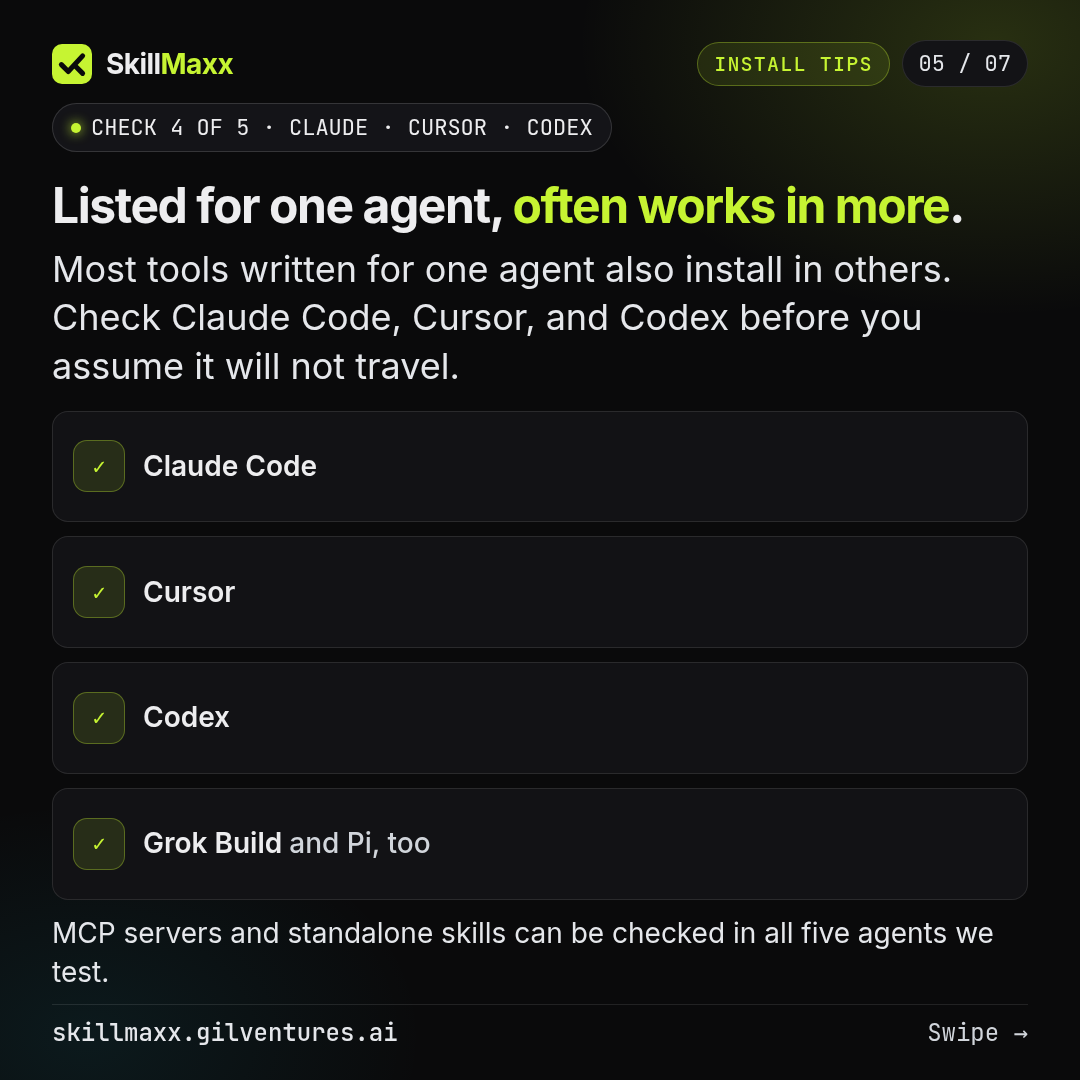 SkillMaxx
INSTALL TIPS
05 / 07
CHECK 4 OF 5 · CLAUDE · CURSOR · CODEX
Listed for one agent, often works in more.
Most tools written for one agent also install in others.
Check Claude Code, Cursor, and Codex before you
assume it will not travel.
✓ Claude Code
✓ Cursor
✓ Codex
✓ Grok Build and Pi, too
MCP servers and standalone skills can be checked in all five agents we
test.
skillmaxx.gilventures.ai
Swipe →